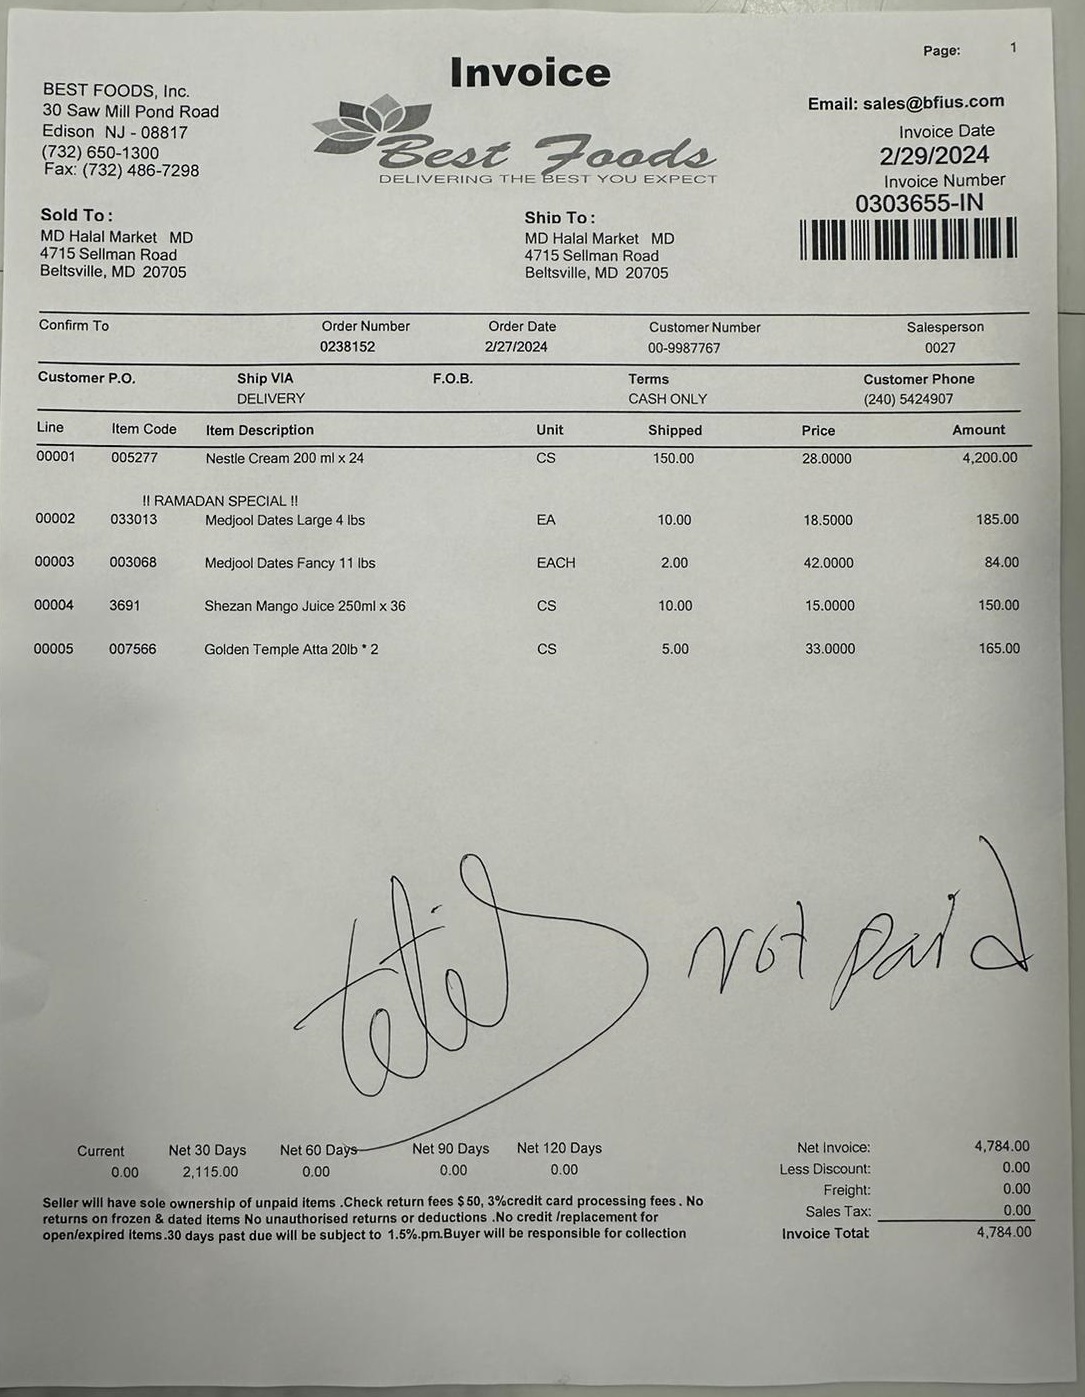 Page: 1
Invoice
BEST FOODS, Inc.
30 Saw Mill Pond Road
Edison NJ - 08817
(732) 650-1300
Fax: (732) 486-7298
Best Foods
DELIVERING THE BEST YOU EXPECT
Email: sales@bfius.com
Invoice Date
2/29/2024
Invoice Number
0303655-IN
Sold To:
MD Halal Market MD
4715 Sellman Road
Beltsville, MD 20705
Ship To:
MD Halal Market MD
4715 Sellman Road
Beltsville, MD 20705
Confirm To Order Number Order Date Customer Number Salesperson
0238152 2/27/2024 00-9987767 0027
Customer P.O. Ship VIA F.O.B. Terms Customer Phone
DELIVERY CASH ONLY (240) 5424907
Line Item Code Item Description Unit Shipped Price Amount
00001 005277 Nestle Cream 200 ml x 24 CS 150.00 28.0000 4,200.00
!! RAMADAN SPECIAL !!
00002 033013 Medjool Dates Large 4 lbs EA 10.00 18.5000 185.00
00003 003068 Medjool Dates Fancy 11 lbs EACH 2.00 42.0000 84.00
00004 3691 Shezan Mango Juice 250ml x 36 CS 10.00 15.0000 150.00
00005 007566 Golden Temple Atta 20lb * 2 CS 5.00 33.0000 165.00
not paid
Current Net 30 Days Net 60 Days Net 90 Days Net 120 Days
0.00 2,115.00 0.00 0.00 0.00
Seller will have sole ownership of unpaid items .Check return fees $50, 3%credit card processing fees. No
returns on frozen & dated items No unauthorised returns or deductions .No credit /replacement for
open/expired items.30 days past due will be subject to 1.5%.pm.Buyer will be responsible for collection
Net Invoice: 4,784.00
Less Discount: 0.00
Freight: 0.00
Sales Tax: 0.00
Invoice Total: 4,784.00